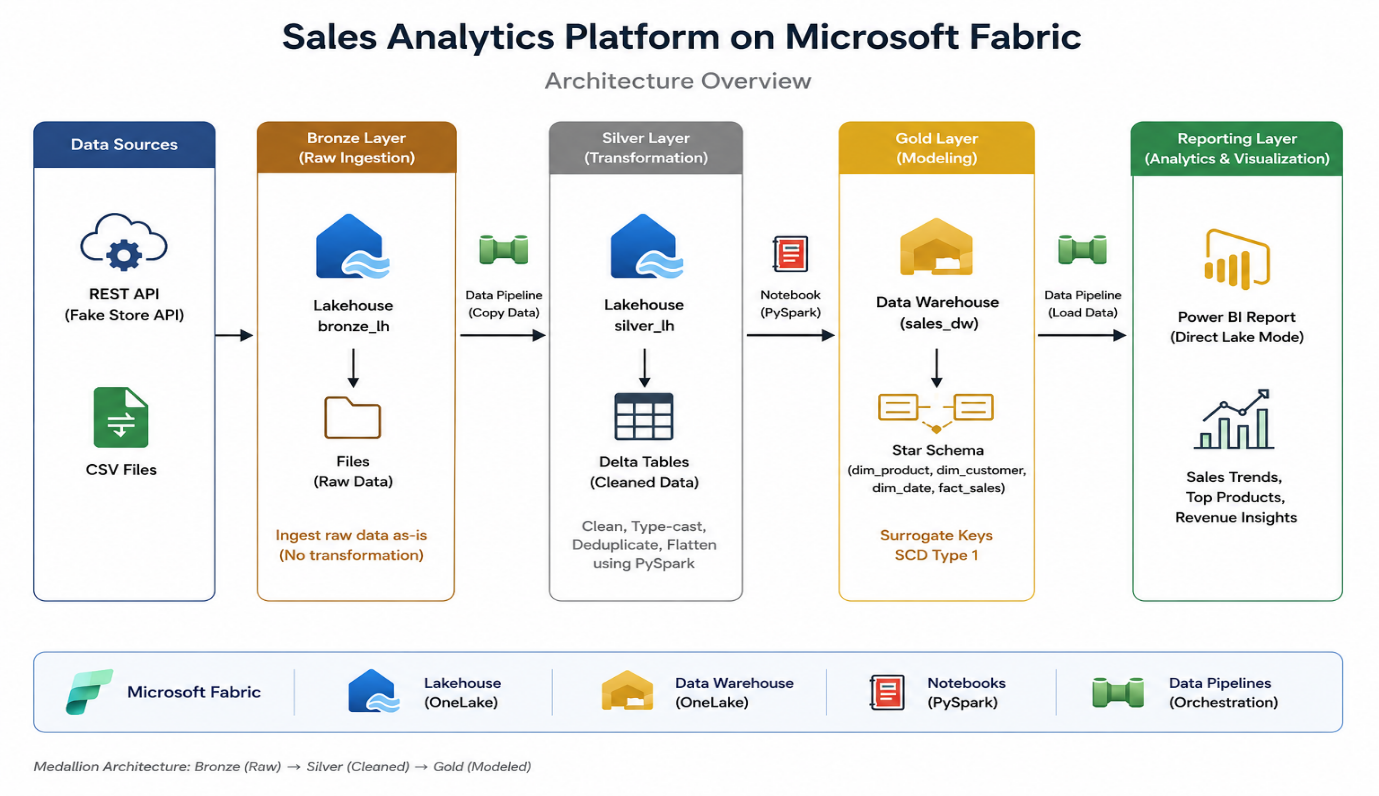 Sales Analytics Platform on Microsoft Fabric
Architecture Overview
Data Sources
REST API
(Fake Store API)
CSV Files
Bronze Layer
(Raw Ingestion)
Lakehouse
bronze_lh
Files
(Raw Data)
Ingest raw data as-is
(No transformation)
Data Pipeline
(Copy Data)
Silver Layer
(Transformation)
Lakehouse
silver_lh
Delta Tables
(Cleaned Data)
Clean, Type-cast,
Deduplicate, Flatten
using PySpark
Notebook
(PySpark)
Gold Layer
(Modeling)
Data Warehouse
(sales_dw)
Star Schema
(dim_product, dim_customer,
dim_date, fact_sales)
Surrogate Keys
SCD Type 1
Data Pipeline
(Load Data)
Reporting Layer
(Analytics & Visualization)
Power BI Report
(Direct Lake Mode)
Sales Trends,
Top Products,
Revenue Insights
Microsoft Fabric
Lakehouse
(OneLake)
Data Warehouse
(OneLake)
Notebooks
(PySpark)
Data Pipelines
(Orchestration)
Medallion Architecture: Bronze (Raw) → Silver (Cleaned) → Gold (Modeled)